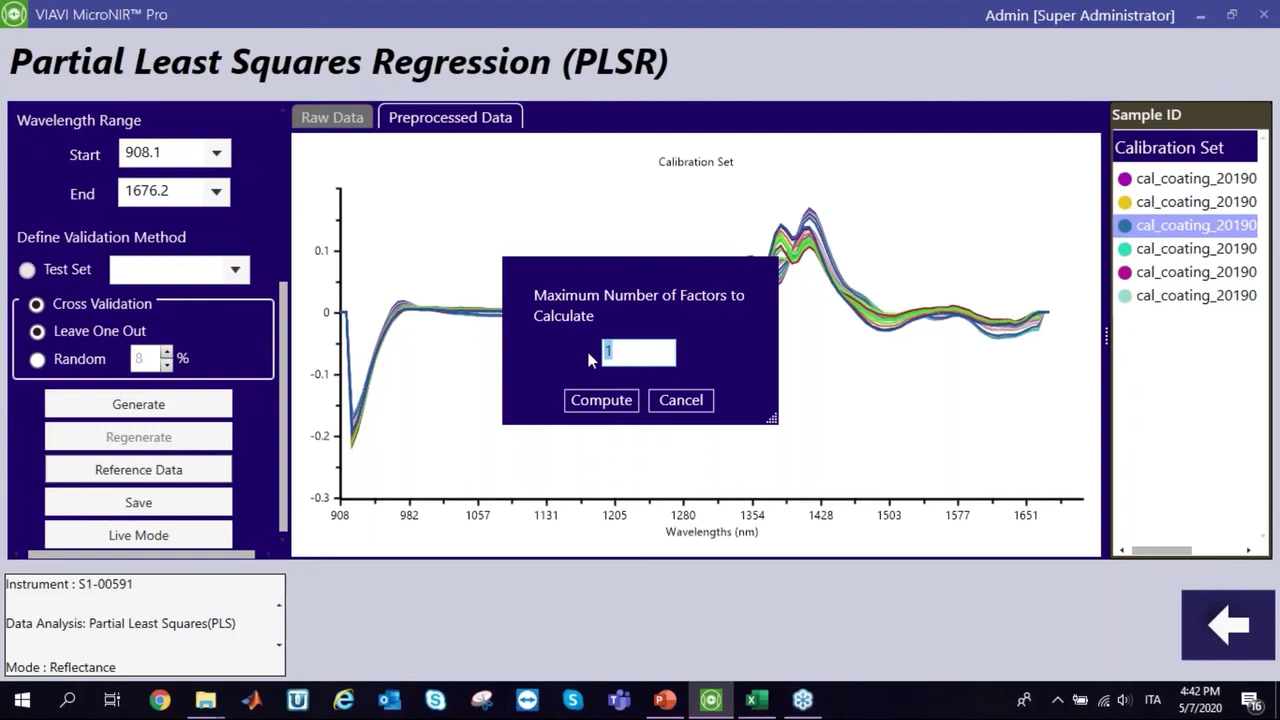 VIAVI MicroNIR™ Pro
Admin [Super Administrator]
Partial Least Squares Regression (PLSR)
Wavelength Range
Start 908.1
End 1676.2
Define Validation Method
Test Set
Cross Validation
Leave One Out
Random 8 %
Generate
Regenerate
Reference Data
Save
Live Mode
Raw Data
Preprocessed Data
Calibration Set
0.1
0
-0.1
-0.2
-0.3
908 982 1057 1131 1205 1280 1354 1428 1503 1577 1651
Wavelengths (nm)
Maximum Number of Factors to
Calculate
1
Compute Cancel
Sample ID
Calibration Set
cal_coating_20190
cal_coating_20190
cal_coating_20190
cal_coating_20190
cal_coating_20190
cal_coating_20190
Instrument : S1-00591
Data Analysis: Partial Least Squares(PLS)
Mode : Reflectance
ITA
4:42 PM
5/7/2020
16